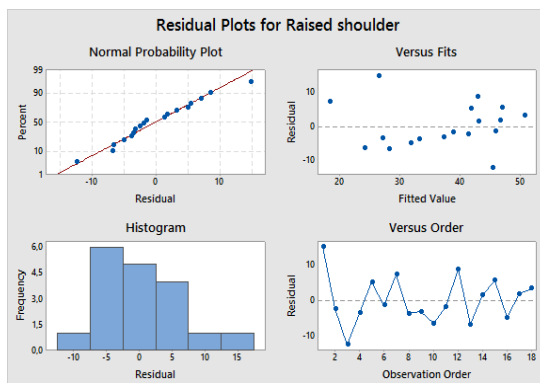 Residual Plots for Raised shoulder
Normal Probability Plot
99
90
50
10
1
Percent
-10 0 10
Residual
Versus Fits
10
0
-10
Residual
20 30 40 50
Fitted Value
Histogram
6,0
4,5
3,0
1,5
0,0
Frequency
-10 -5 0 5 10 15
Residual
Versus Order
10
0
-10
Residual
2 4 6 8 10 12 14 16 18
Observation Order